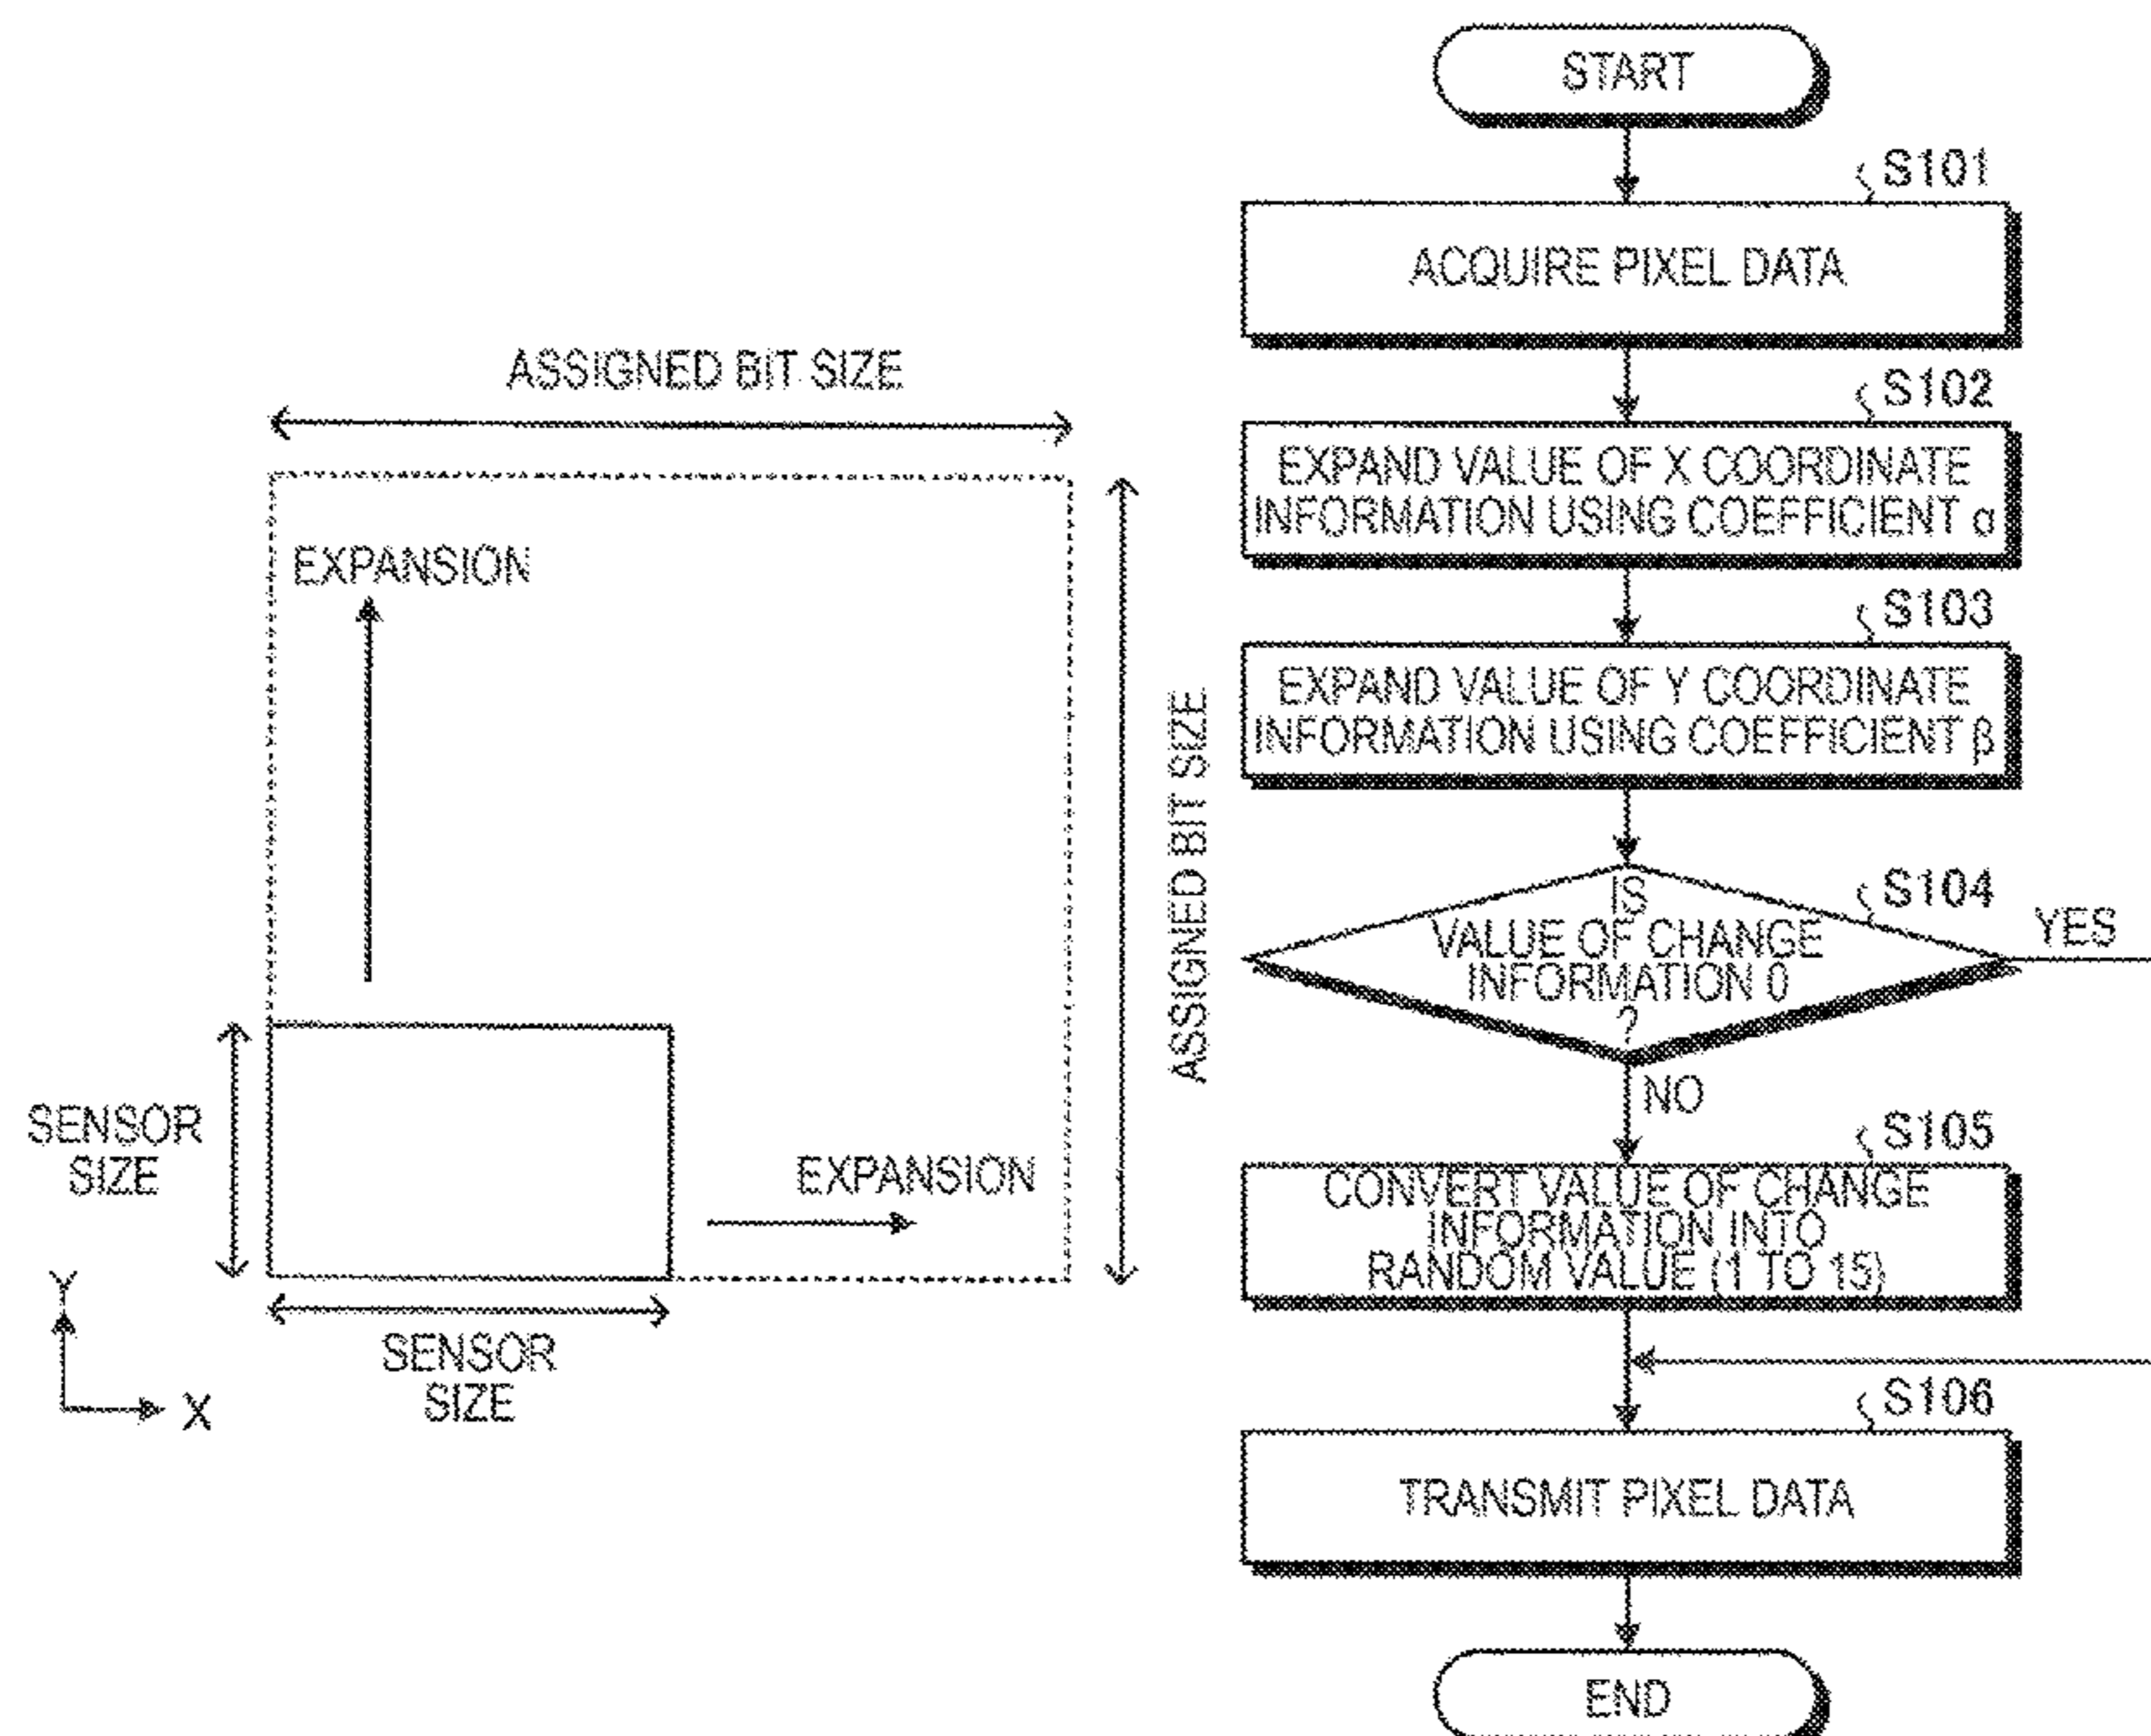 ASSIGNED BIT SIZE
EXPANSION
ASSIGNED BIT SIZE
SENSOR
SIZE
EXPANSION
SENSOR
SIZE
Y
X
START
S101
ACQUIRE PIXEL DATA
S102
EXPAND VALUE OF X COORDINATE
INFORMATION USING COEFFICIENT α
S103
EXPAND VALUE OF Y COORDINATE
INFORMATION USING COEFFICIENT β
S104
IS
VALUE OF CHANGE
INFORMATION 0
?
YES
NO
S105
CONVERT VALUE OF CHANGE
INFORMATION INTO
RANDOM VALUE (1 TO 15)
S106
TRANSMIT PIXEL DATA
END